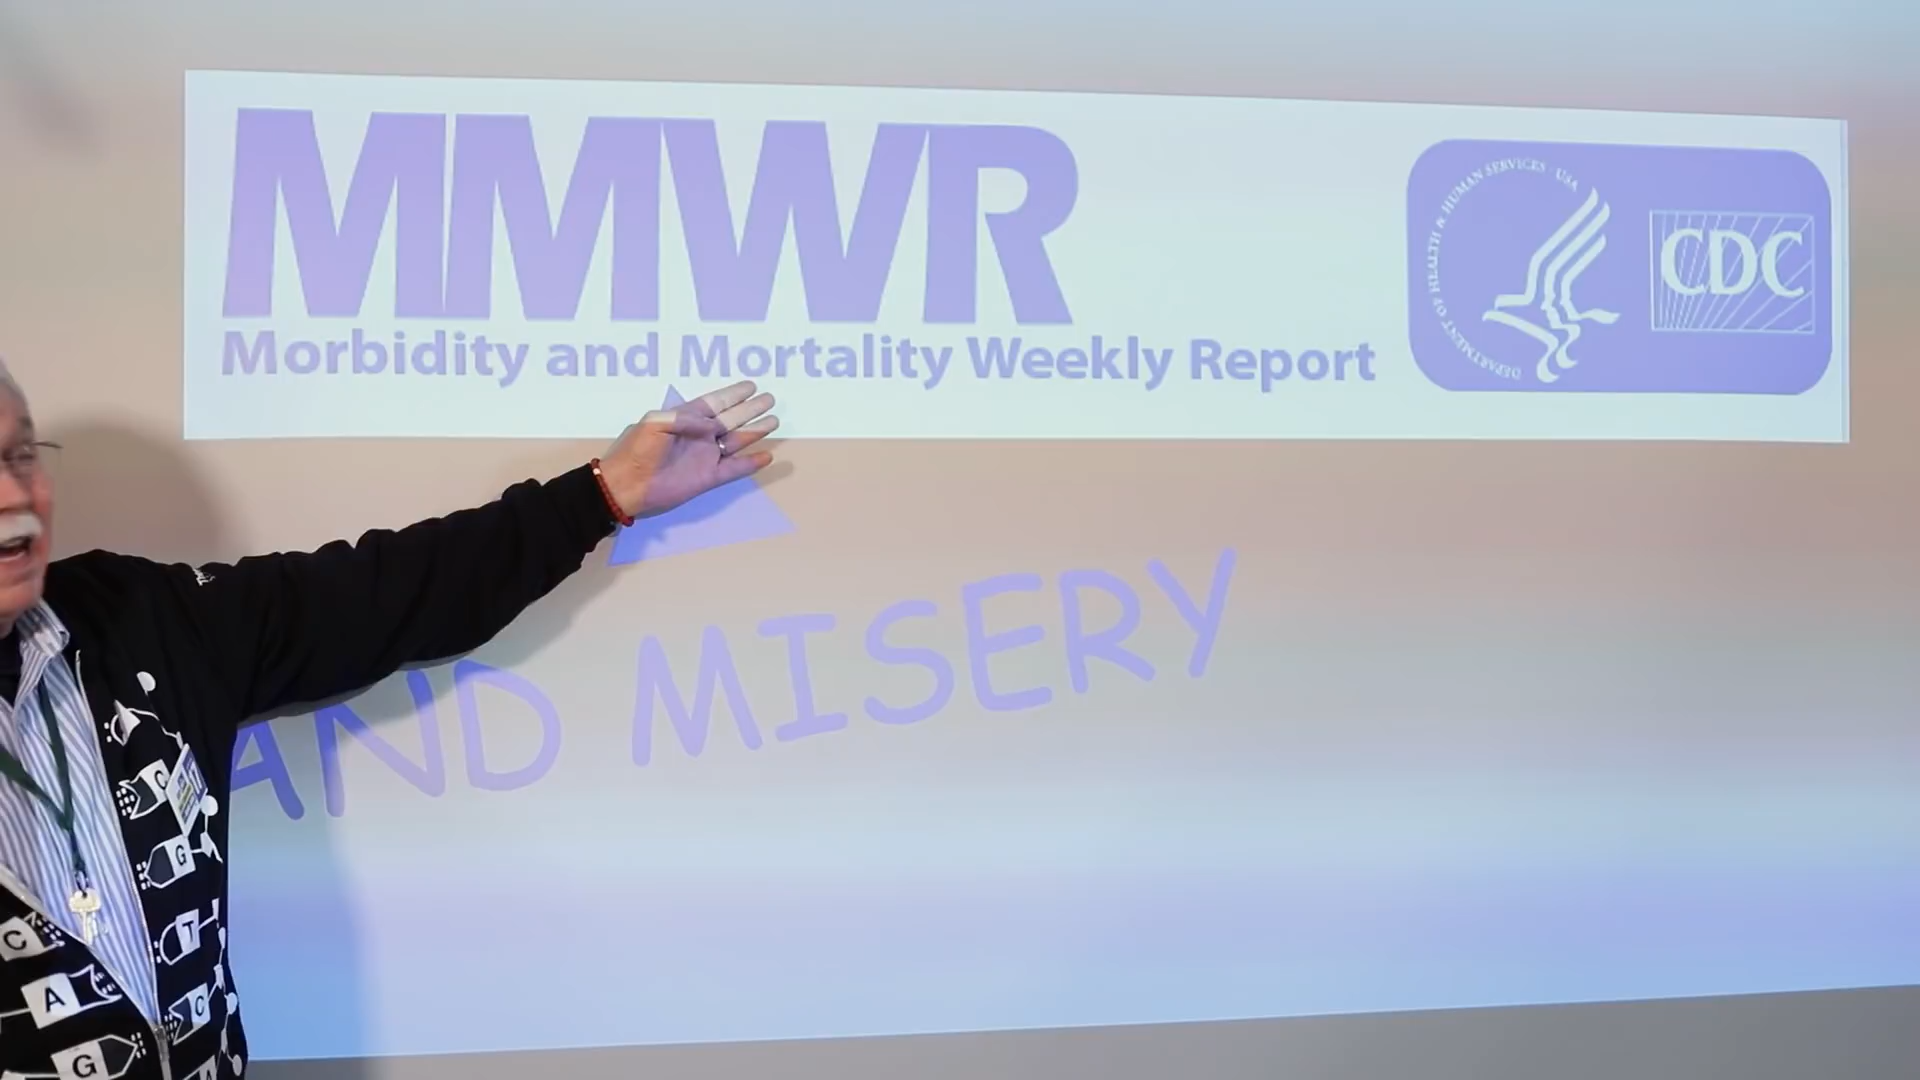 MMWR
Morbidity and Mortality Weekly Report
DEPARTMENT OF HEALTH & HUMAN SERVICES · USA
CDC
AND MISERY
C
G
T
C
C
A
G
A